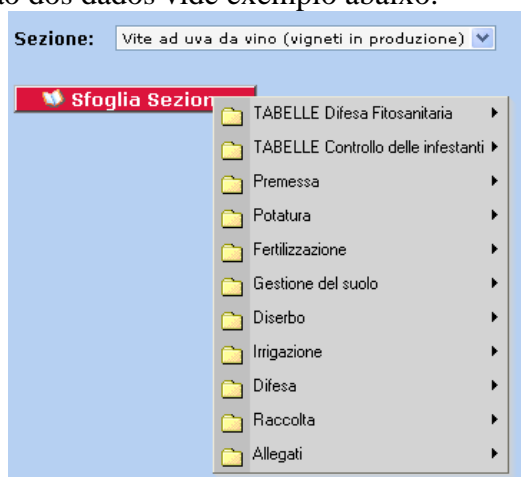 ão dos dados vide exemplo abaixo.
Sezione: Vite ad uva da vino (vigneti in produzione)
Sfoglia Sezion
TABELLE Difesa Fitosanitaria
TABELLE Controllo delle infestanti
Premessa
Potatura
Fertilizzazione
Gestione del suolo
Diserbo
Irrigazione
Difesa
Raccolta
Allegati